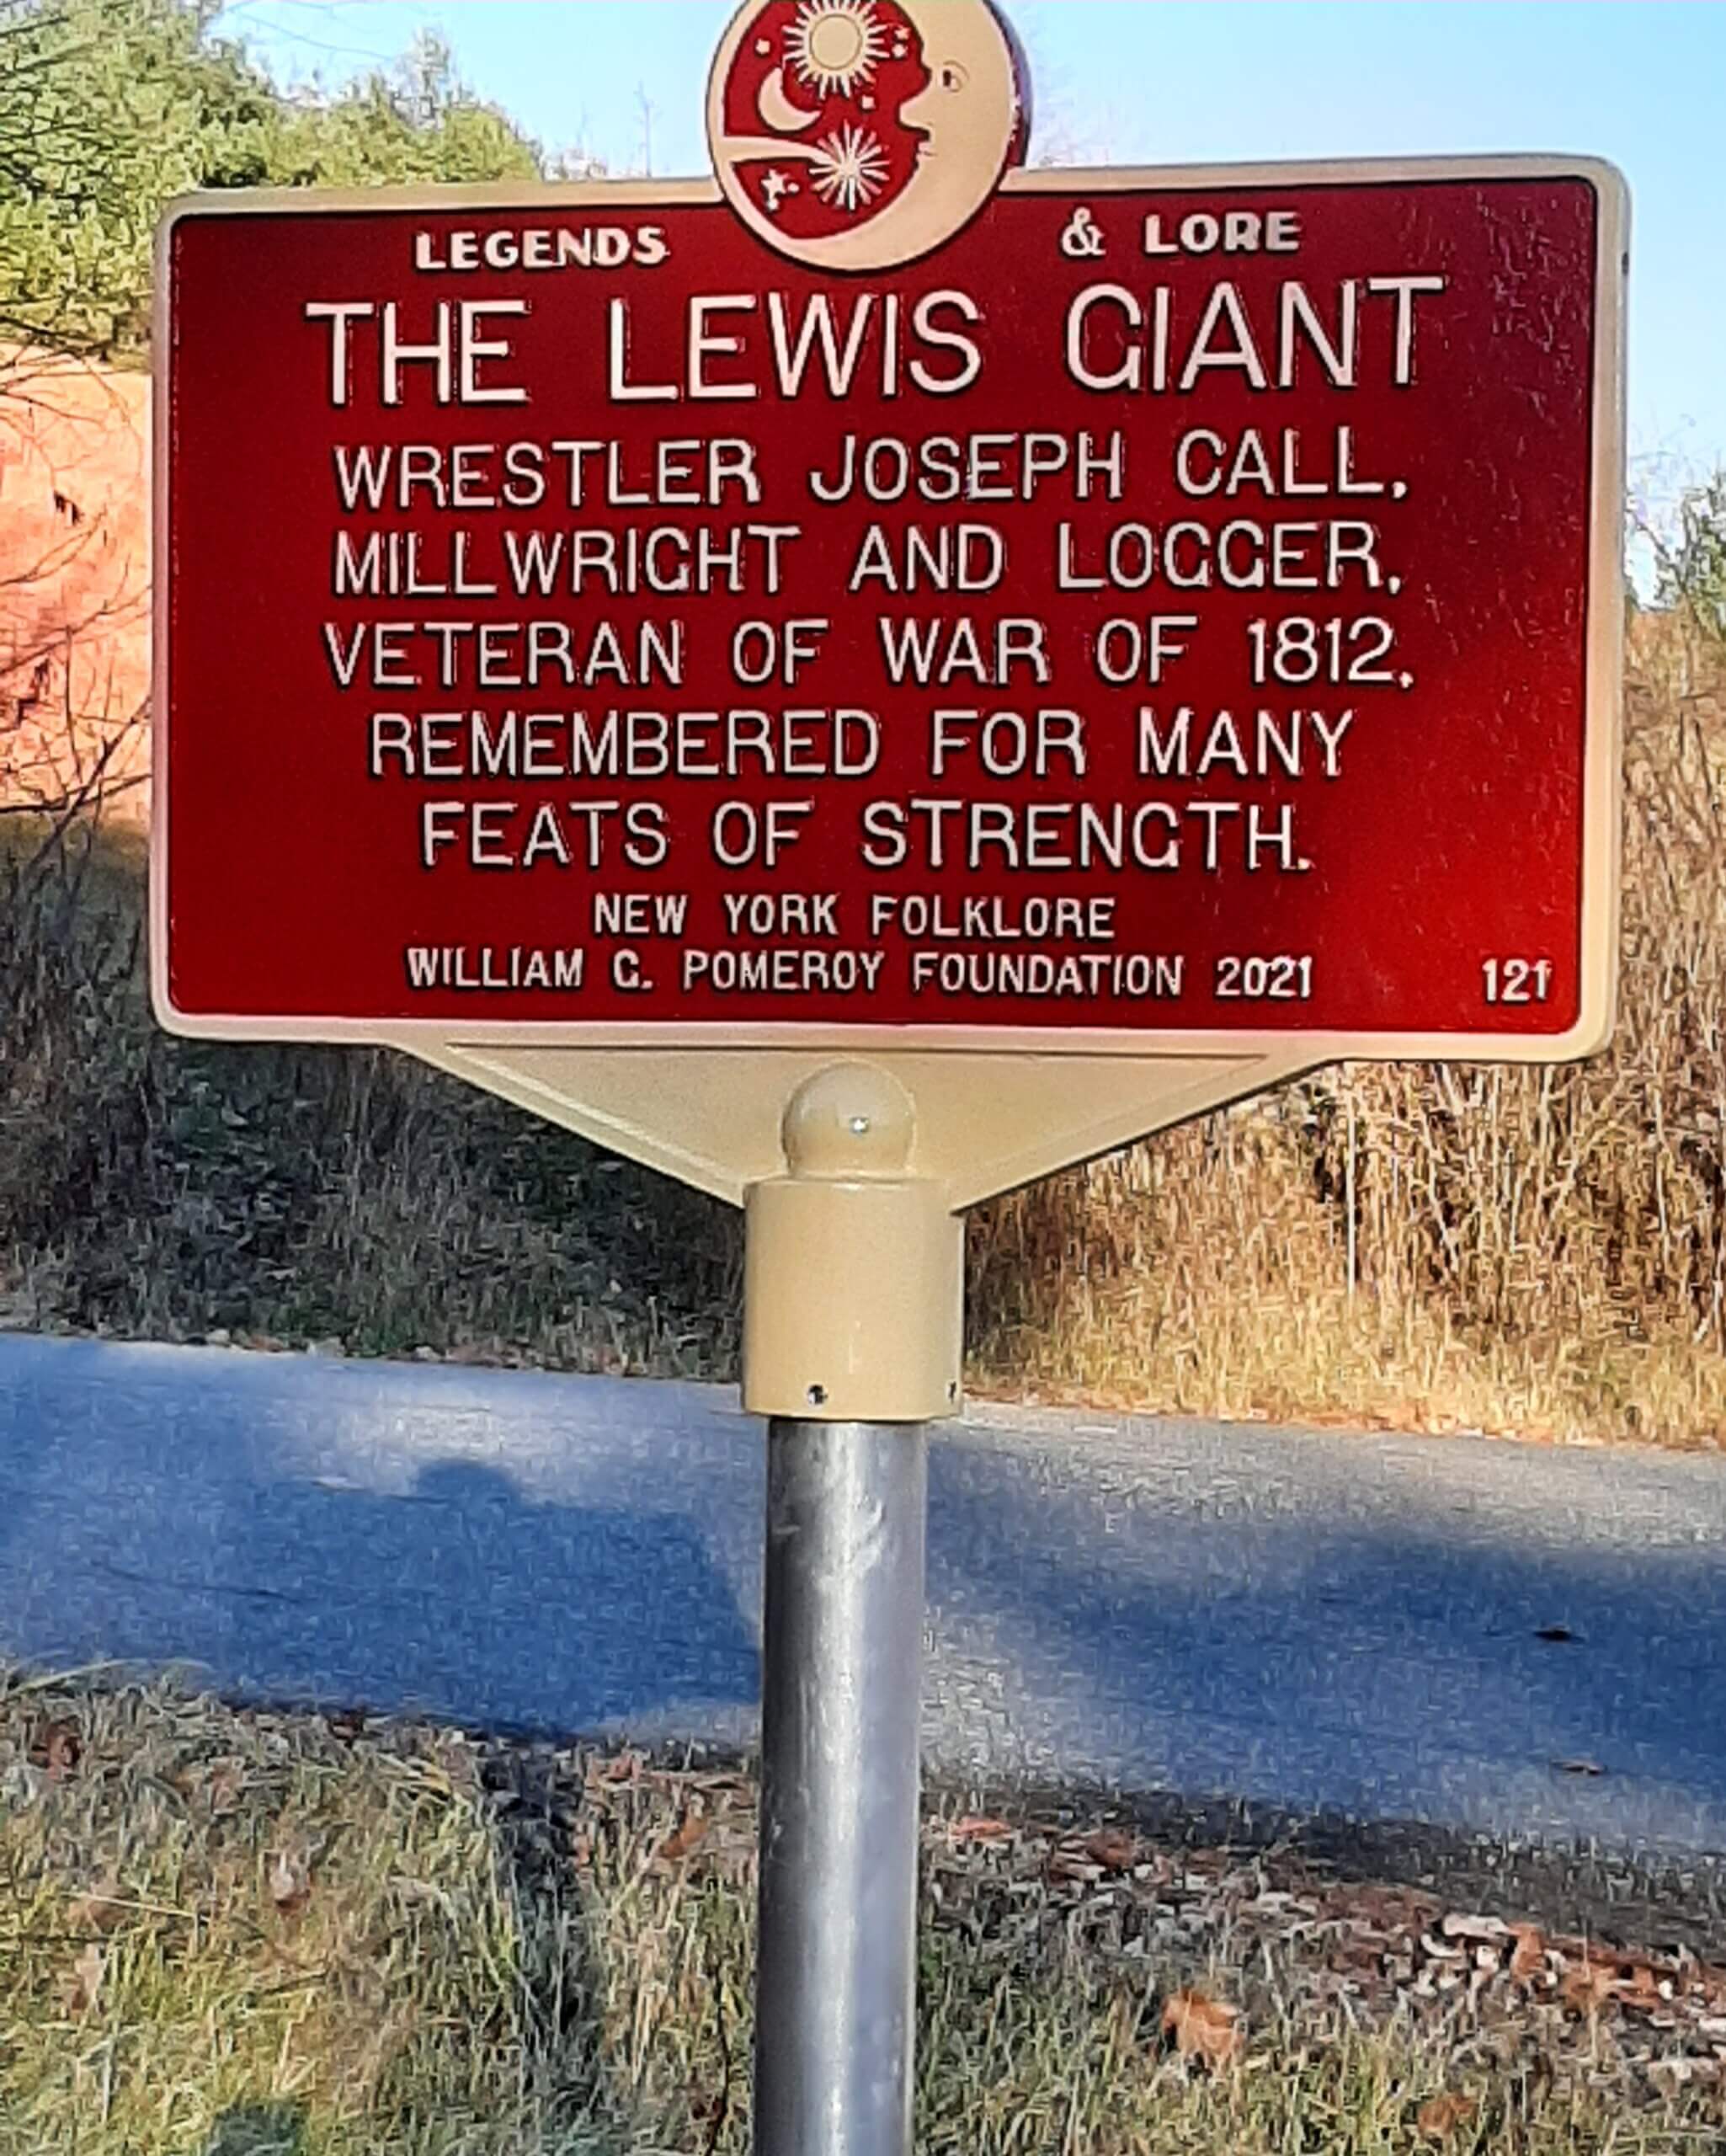 LEGENDS & LORE
THE LEWIS GIANT
WRESTLER JOSEPH CALL,
MILLWRIGHT AND LOGGER,
VETERAN OF WAR OF 1812,
REMEMBERED FOR MANY
FEATS OF STRENGTH.
NEW YORK FOLKLORE
WILLIAM G. POMEROY FOUNDATION 2021 121